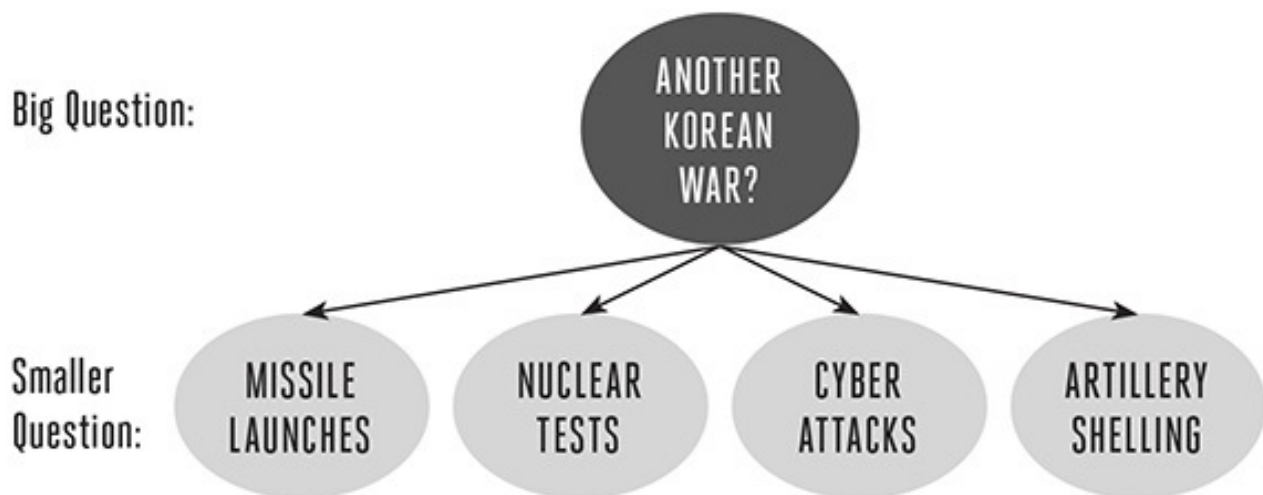 Big Question:
ANOTHER
KOREAN
WAR?
Smaller
Question:
MISSILE
LAUNCHES
NUCLEAR
TESTS
CYBER
ATTACKS
ARTILLERY
SHELLING